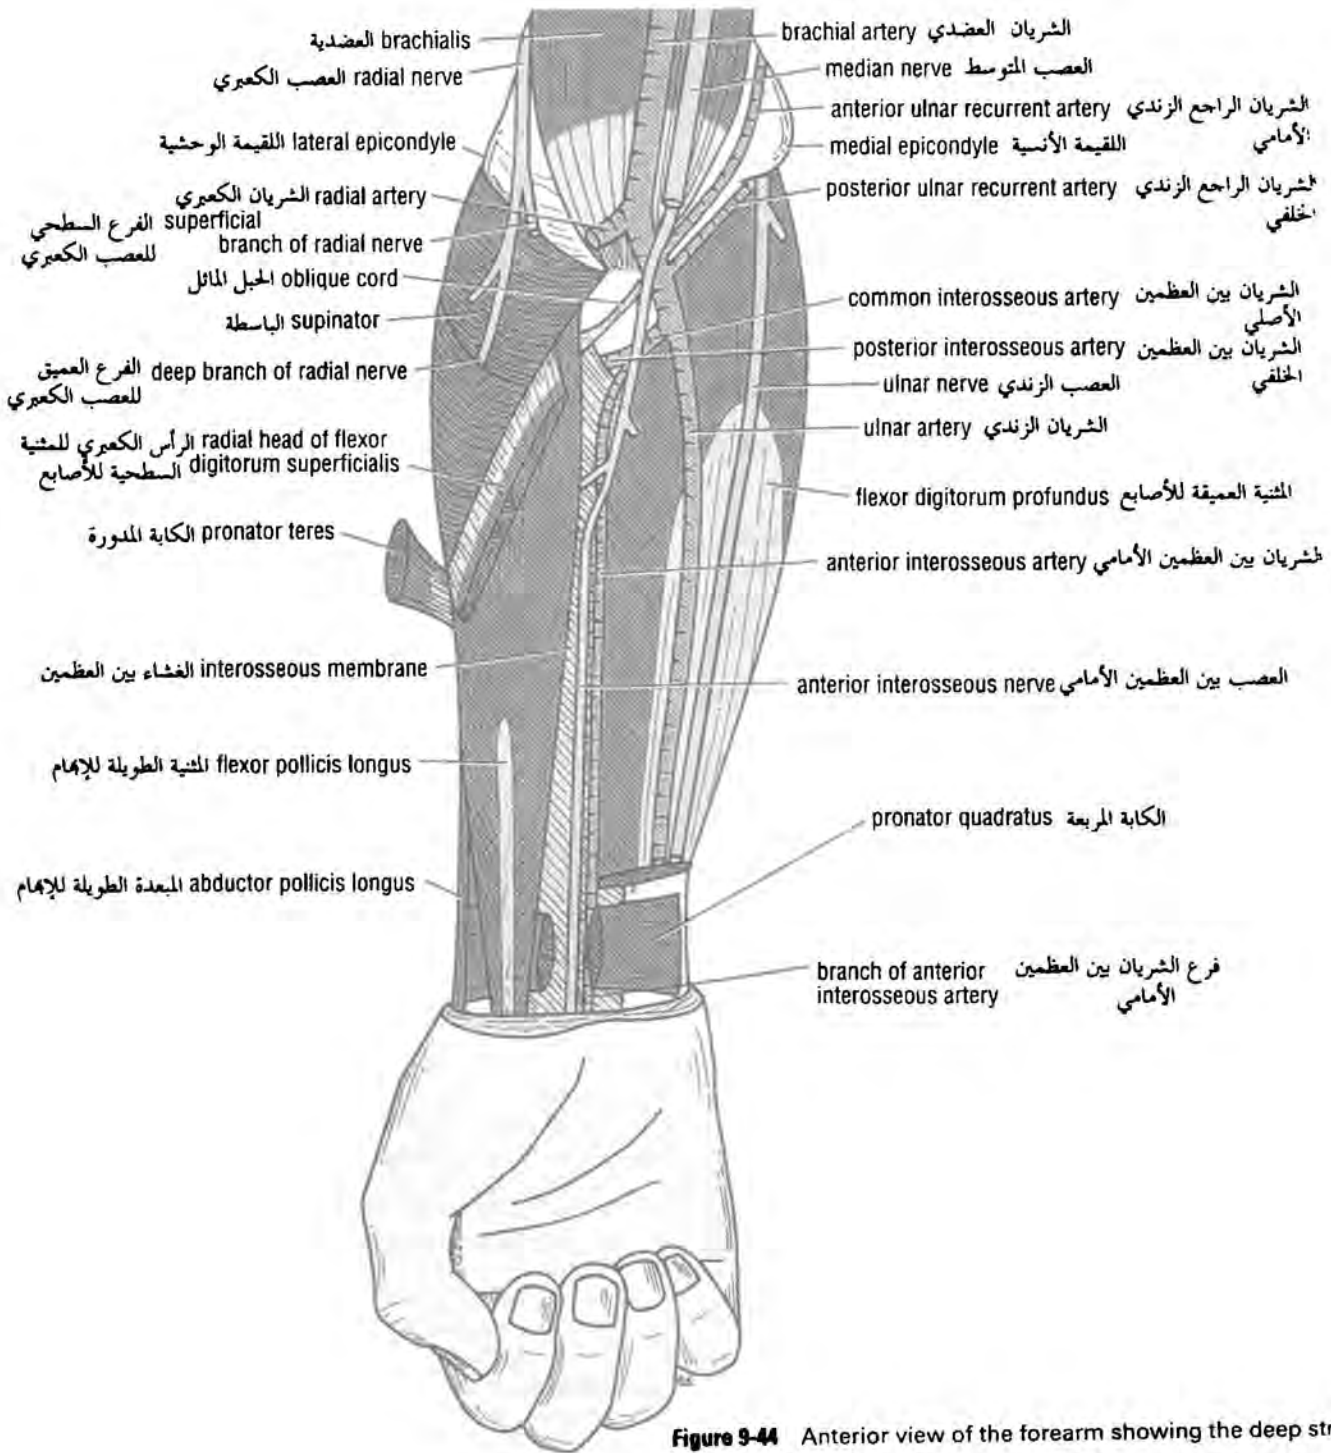 brachialis العضدية
radial nerve العصب الكعبري
lateral epicondyle اللقيمة الوحشية
radial artery الشريان الكعبري
superficial الفرع السطحي
branch of radial nerve للعصب الكعبري
oblique cord الحبل المائل
supinator الباسطة
deep branch of radial nerve الفرع العميق
للعصب الكعبري
radial head of flexor الرأس الكعبري للمثنية
digitorum superficialis السطحية للأصابع
pronator teres الكابة المدورة
interosseous membrane الغشاء بين العظمين
flexor pollicis longus المثنية الطويلة للإبهام
abductor pollicis longus المبعدة الطويلة للإبهام
brachial artery الشريان العضدي
median nerve العصب المتوسط
anterior ulnar recurrent artery الشريان الراجع الزندي
الأمامي
medial epicondyle اللقيمة الأنسية
posterior ulnar recurrent artery الشريان الراجع الزندي
الخلفي
common interosseous artery الشريان بين العظمين
الأصلي
posterior interosseous artery الشريان بين العظمين
الخلفي
ulnar nerve العصب الزندي
ulnar artery الشريان الزندي
flexor digitorum profundus المثنية العميقة للأصابع
anterior interosseous artery الشريان بين العظمين الأمامي
anterior interosseous nerve العصب بين العظمين الأمامي
pronator quadratus الكابة المربعة
branch of anterior فرع الشريان بين العظمين
interosseous artery الأمامي
Figure 9-44 Anterior view of the forearm showing the deep